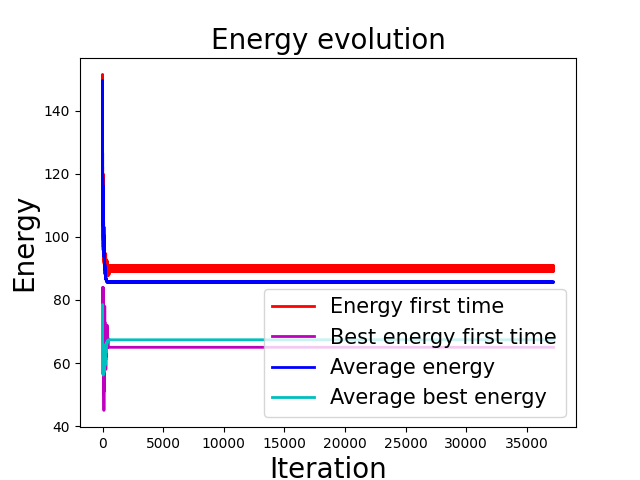 Energy evolution
Energy
140
120
100
80
60
40
Energy first time
Best energy first time
Average energy
Average best energy
0 5000 10000 15000 20000 25000 30000 35000
Iteration